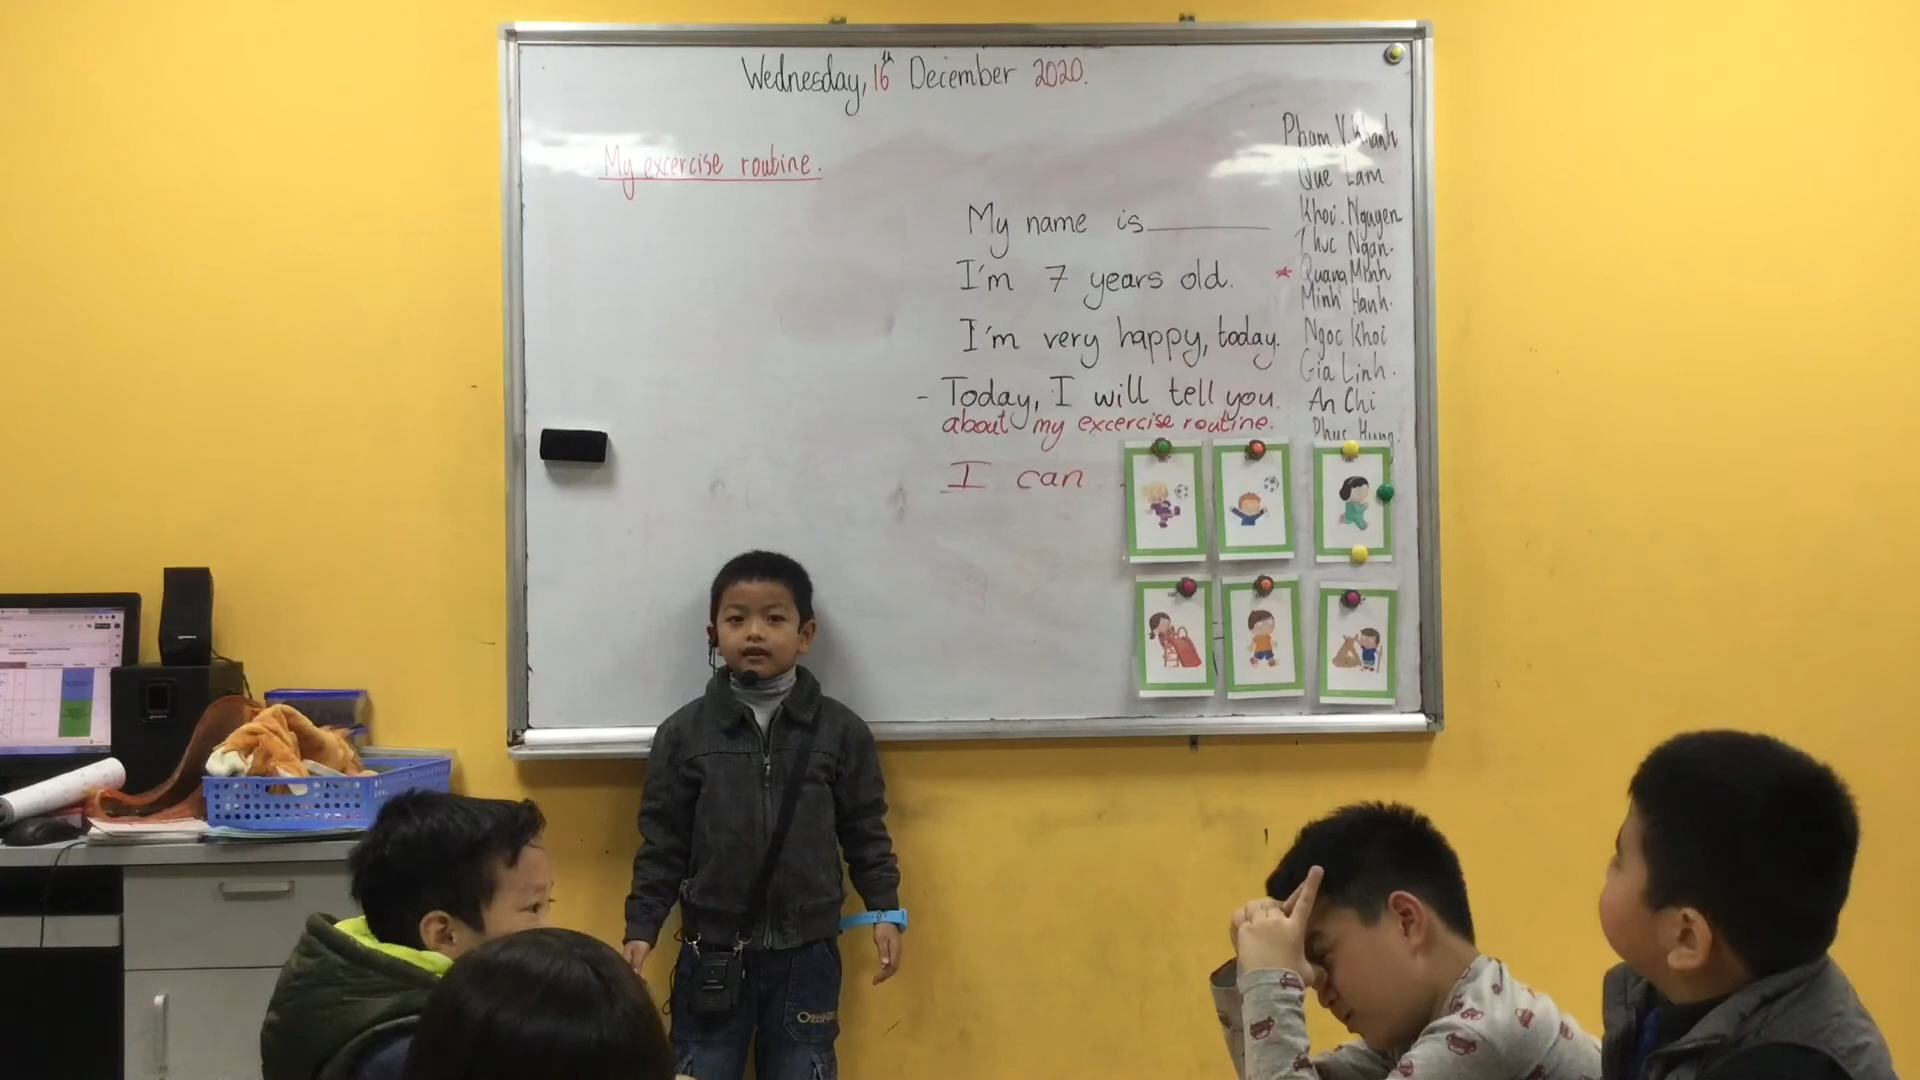 Wednesday, 16th December 2020.
My excercise routine.
My name is ________
I'm 7 years old.
I'm very happy, today.
- Today, I will tell you
about my excercise routine.
I can
Pham.V.Khanh
Que Lam
Khoi. Nguyen
Thuc Ngan.
* Quang Minh
Minh Hanh.
Ngoc Khoi
Gia Linh.
An Chi
Phuc Hung.